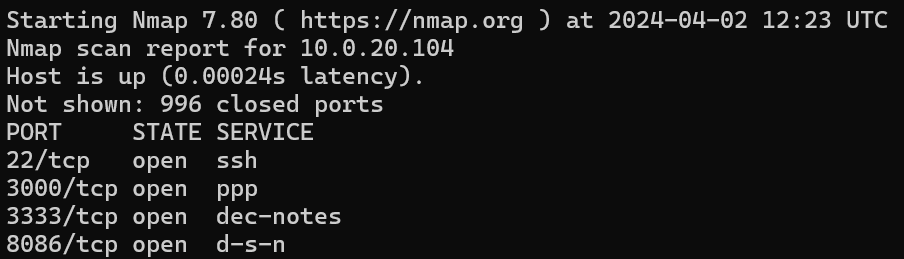 Starting Nmap 7.80 ( https://nmap.org ) at 2024-04-02 12:23 UTC
Nmap scan report for 10.0.20.104
Host is up (0.00024s latency).
Not shown: 996 closed ports
PORT     STATE SERVICE
22/tcp   open  ssh
3000/tcp open  ppp
3333/tcp open  dec-notes
8086/tcp open  d-s-n